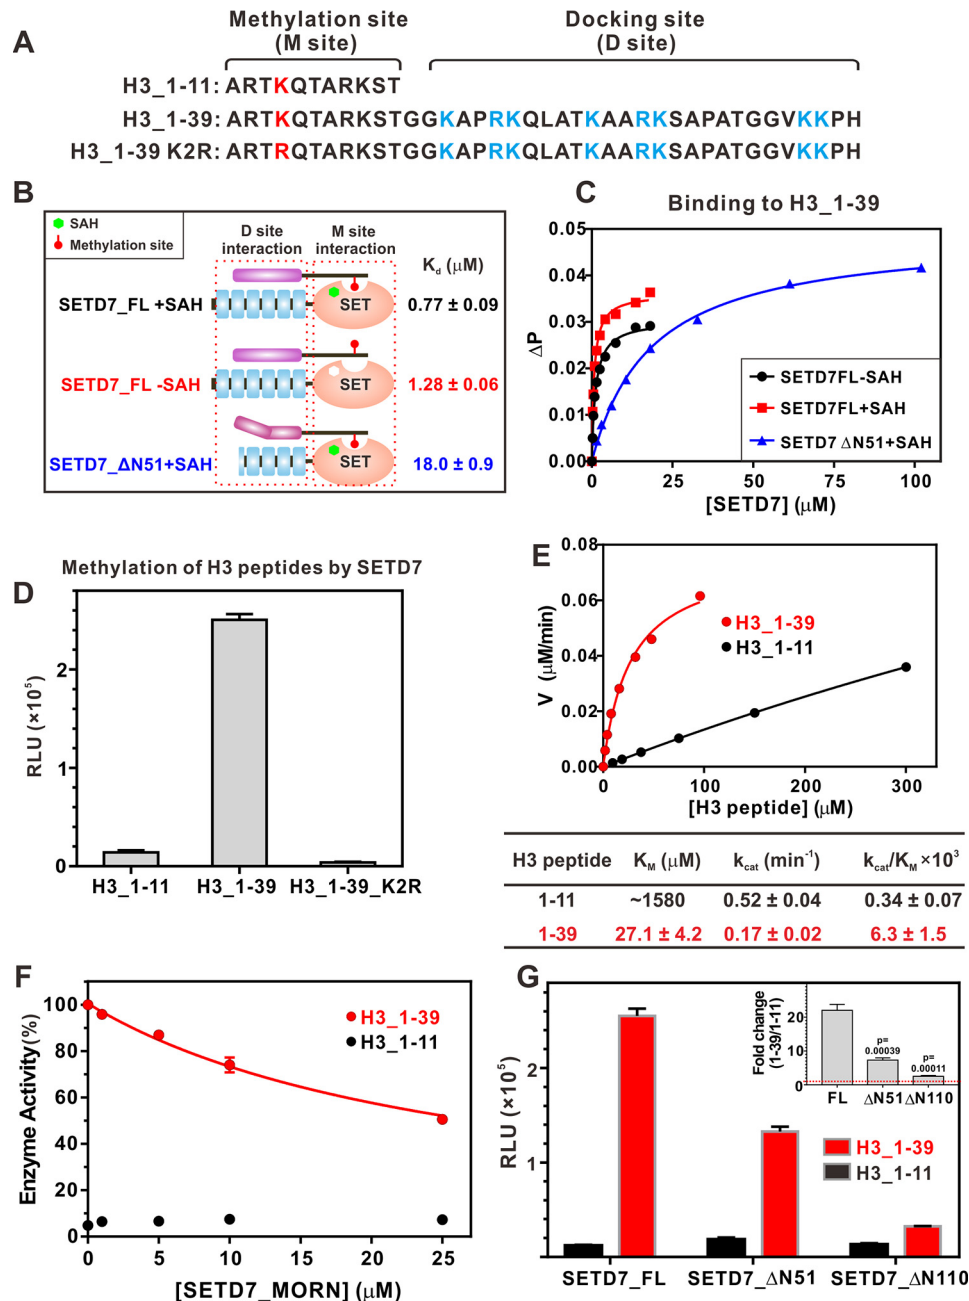 A
Methylation site
(M site)
Docking site
(D site)
H3_1-11: ARTKQTARKST
H3_1-39: ARTKQTARKSTGGKAPRKQLATKAARKSAPATGGVKKPH
H3_1-39 K2R: ARTRQTARKSTGGKAPRKQLATKAARKSAPATGGVKKPH
B
SAH
Methylation site
D site
interaction
M site
interaction
Kd (μM)
SETD7_FL +SAH
SET
0.77 ± 0.09
SETD7_FL -SAH
SET
1.28 ± 0.06
SETD7_ΔN51+SAH
SET
18.0 ± 0.9
C
Binding to H3_1-39
0.05
0.04
0.03
0.02
0.01
0.00
ΔP
SETD7FL-SAH
SETD7FL+SAH
SETD7 ΔN51+SAH
0 25 50 75 100
[SETD7] (μM)
D
Methylation of H3 peptides by SETD7
RLU (×10⁵)
2
1
0
H3_1-11 H3_1-39 H3_1-39_K2R
E
0.08
0.06
0.04
0.02
0.00
V (μM/min)
H3_1-39
H3_1-11
0 100 200 300
[H3 peptide] (μM)
H3 peptide KM (μM) kcat (min⁻¹) kcat/KM ×10³
1-11 ~1580 0.52 ± 0.04 0.34 ± 0.07
1-39 27.1 ± 4.2 0.17 ± 0.02 6.3 ± 1.5
F
100
80
60
40
20
0
Enzyme Activity(%)
H3_1-39
H3_1-11
0 5 10 15 20 25
[SETD7_MORN] (μM)
G
RLU (×10⁵)
2
1
Fold change
(1-39/1-11)
20
10
0
p=
0.00039
p=
0.00011
FL ΔN51 ΔN110
H3_1-39
H3_1-11
SETD7_FL SETD7_ΔN51 SETD7_ΔN110